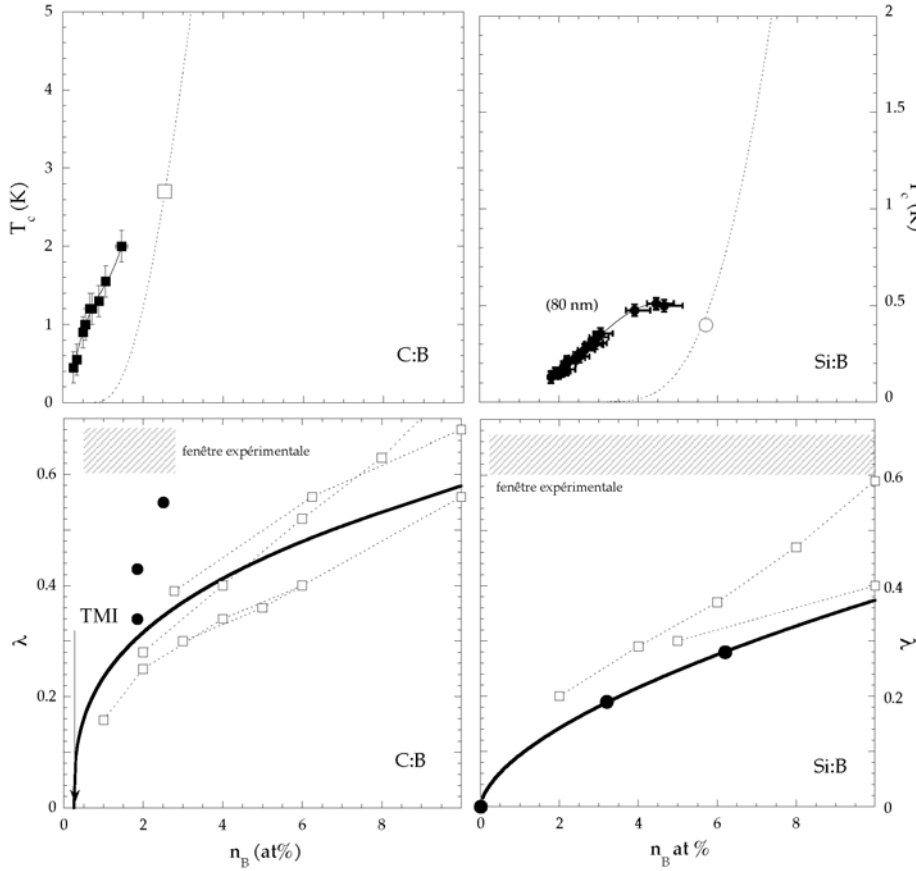 5
4
3
2
1
0
T_c (K)
C:B
2
1.5
1
0.5
0
T_c (K)
(80 nm)
Si:B
0.6
0.4
0.2
0
λ
fenêtre expérimentale
TMI
C:B
0 2 4 6 8
n_B (at%)
fenêtre expérimentale
Si:B
0.6
0.4
0.2
0
λ
0 2 4 6 8
n_B at %